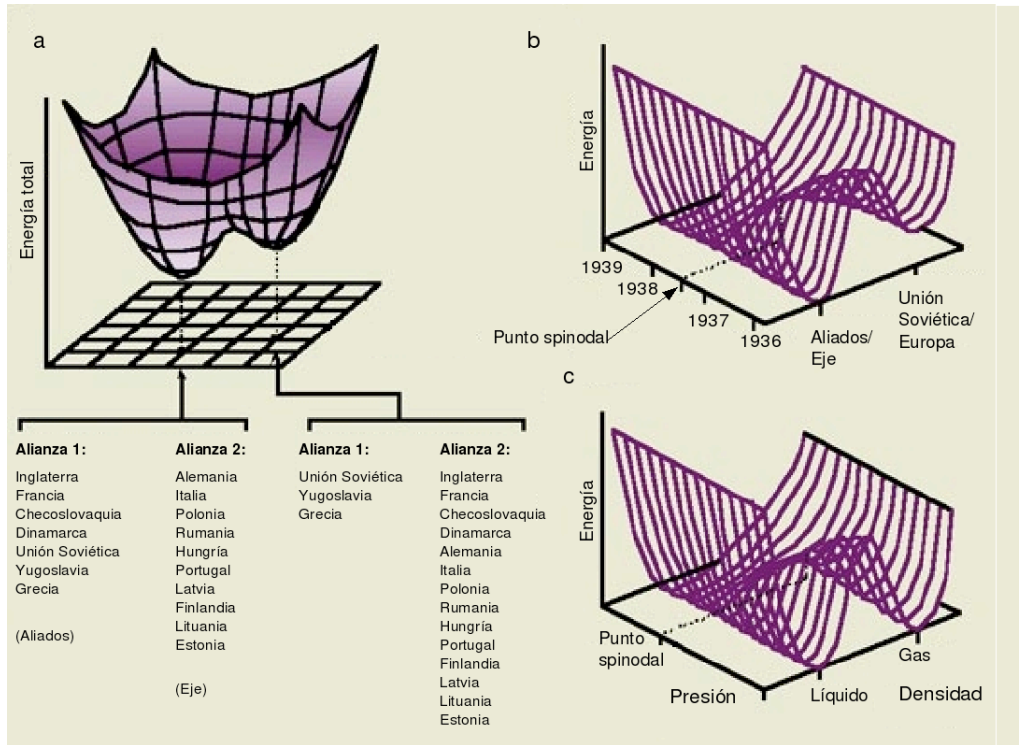 a
Energía total
Alianza 1:
Inglaterra
Francia
Checoslovaquia
Dinamarca
Unión Soviética
Yugoslavia
Grecia
(Aliados)
Alianza 2:
Alemania
Italia
Polonia
Rumania
Hungría
Portugal
Latvia
Finlandia
Lituania
Estonia
(Eje)
Alianza 1:
Unión Soviética
Yugoslavia
Grecia
Alianza 2:
Inglaterra
Francia
Checoslovaquia
Dinamarca
Alemania
Italia
Polonia
Rumania
Hungría
Portugal
Finlandia
Latvia
Lituania
Estonia
b
Energía
1939
1938
1937
1936
Punto spinodal
Aliados/
Eje
Unión
Soviética/
Europa
c
Energía
Punto
spinodal
Presión
Líquido
Gas
Densidad